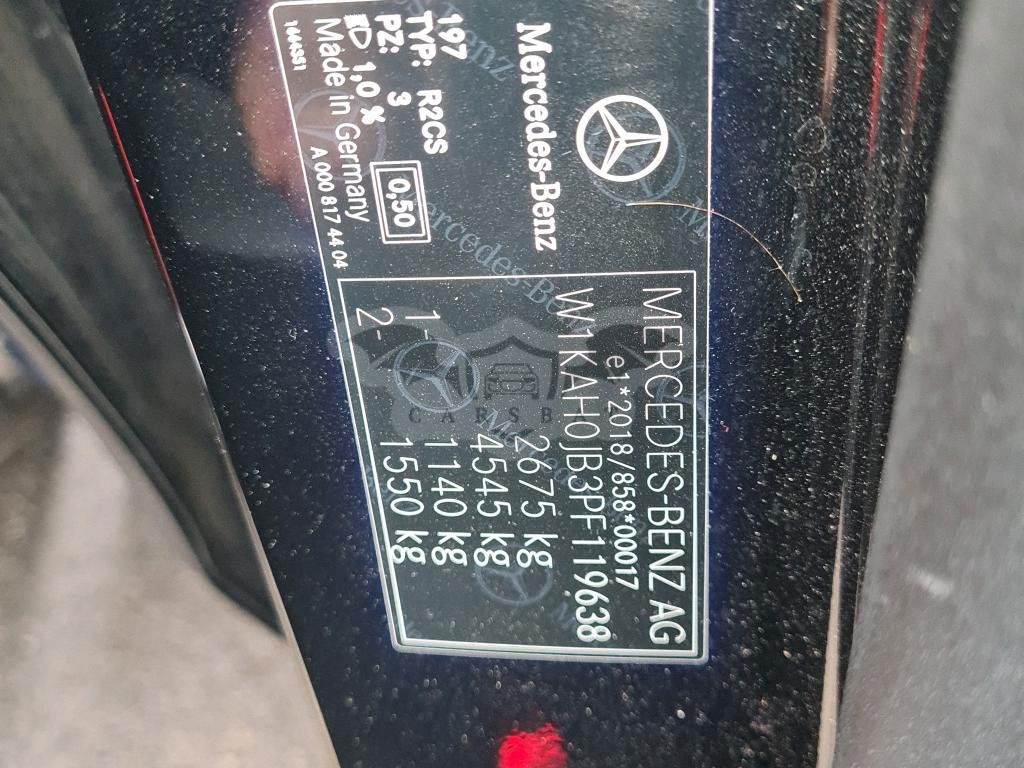 Mercedes-Benz
197
TYP: R2CS
PZ: 3
1,0 %
0,50
Made in Germany
A 000 817 44 04
MERCEDES-BENZ AG
e1*2018/858*00017
W1KAH0JB3PF119638
2675 kg
4545 kg
1- 1140 kg
2- 1550 kg